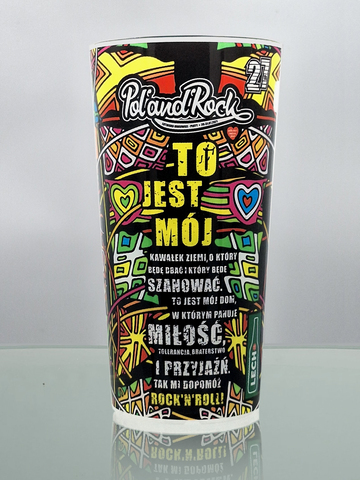 27
Pol'and'Rock
TO
JEST
MÓJ
KAWAŁEK ZIEMI, O KTÓRY
BĘDĘ DBAĆ I KTÓRY BĘDĘ
SZANOWAĆ.
TO JEST MÓJ DOM,
W KTÓRYM PANUJE
MIŁOŚĆ,
TOLERANCJA, BRATERSTWO
I PRZYJAŹŃ
TAK MI DOPOMÓŻ
ROCK'N'ROLL!
LECH